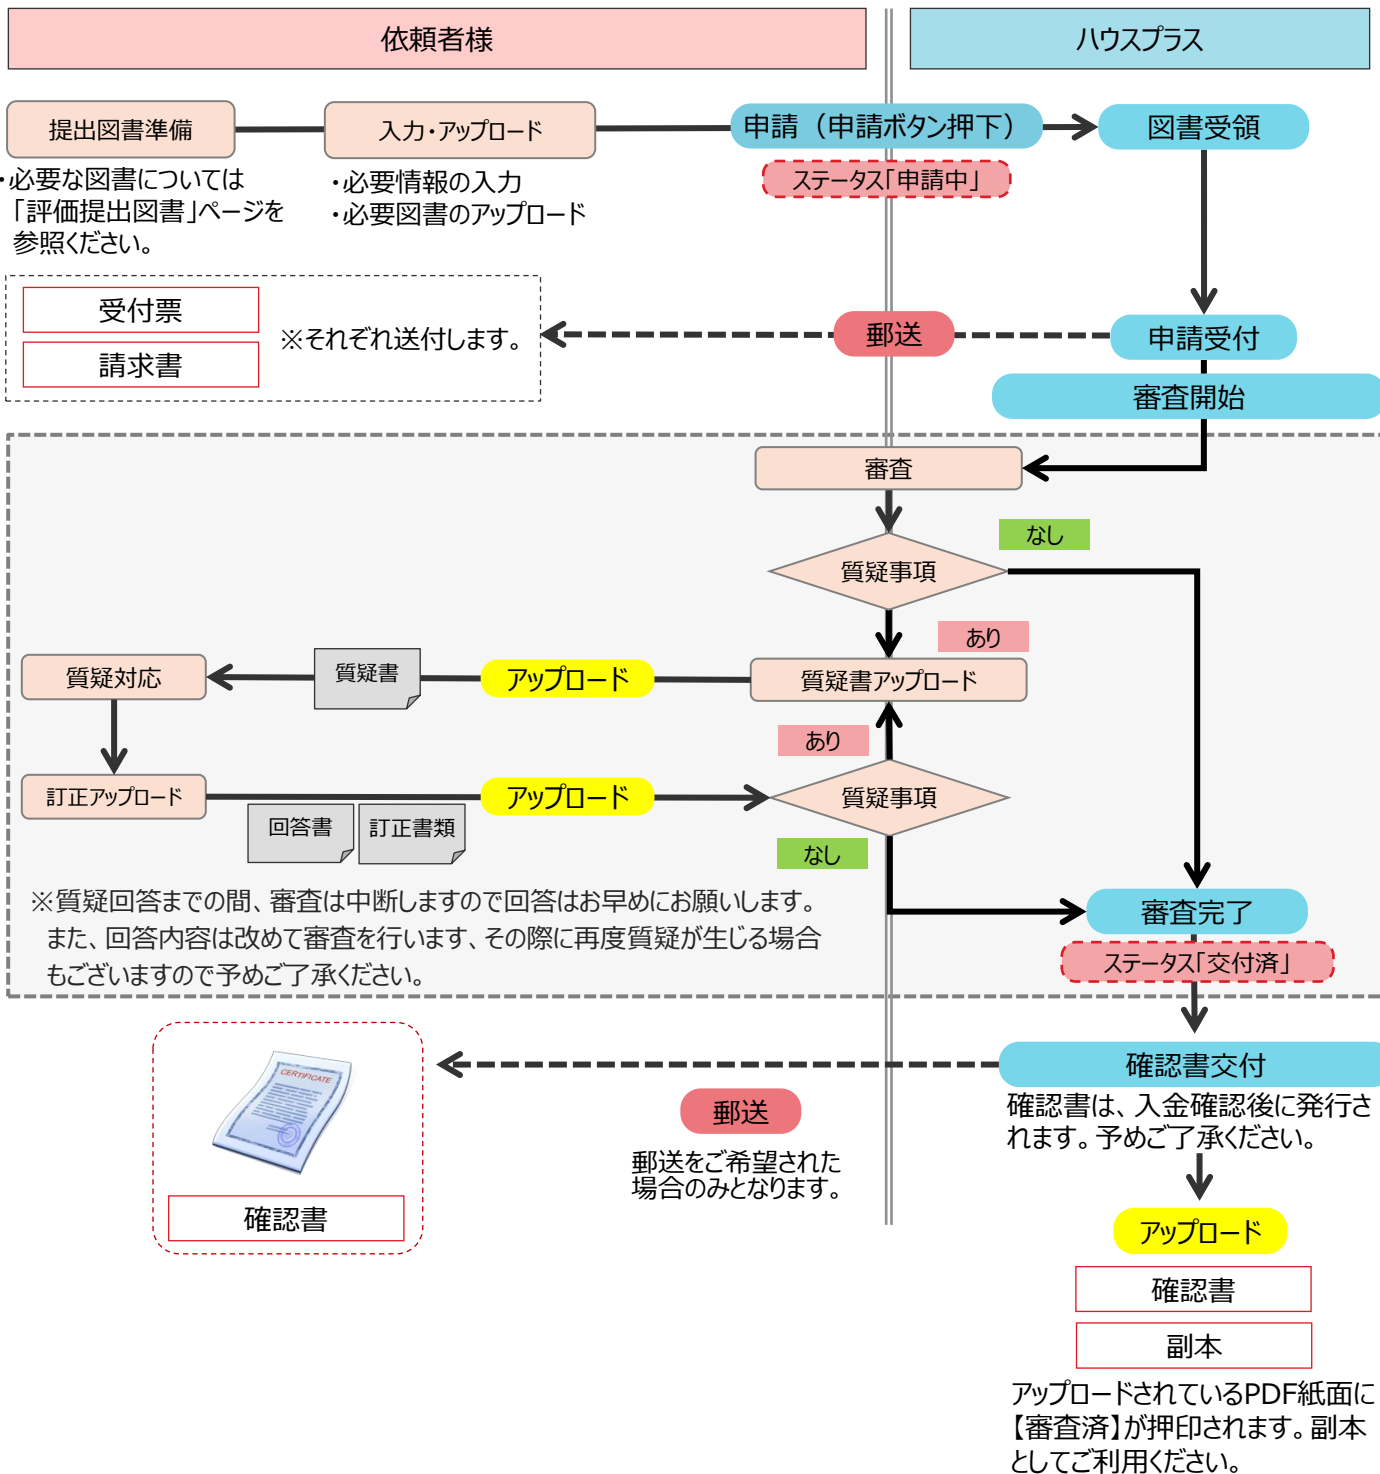 依頼者様
ハウスプラス
提出図書準備
入力・アップロード
申請（申請ボタン押下）
図書受領
・必要な図書については
「評価提出図書」ページを
参照ください。
・必要情報の入力
・必要図書のアップロード
ステータス「申請中」
受付票
請求書
※それぞれ送付します。
郵送
申請受付
審査開始
審査
質疑事項
なし
あり
質疑対応
質疑書
アップロード
質疑書アップロード
あり
訂正アップロード
回答書
訂正書類
アップロード
質疑事項
なし
※質疑回答までの間、審査は中断しますので回答はお早めにお願いします。
また、回答内容は改めて審査を行います、その際に再度質疑が生じる場合
もございますので予めご了承ください。
審査完了
ステータス「交付済」
CERTIFICATE
確認書
郵送
郵送をご希望された
場合のみとなります。
確認書交付
確認書は、入金確認後に発行さ
れます。予めご了承ください。
アップロード
確認書
副本
アップロードされているPDF紙面に
【審査済】が押印されます。副本
としてご利用ください。